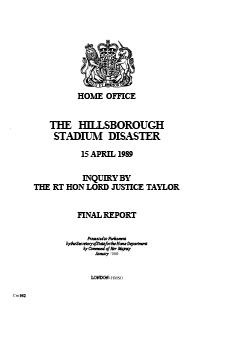 HOME OFFICE
THE HILLSBOROUGH
STADIUM DISASTER
15 APRIL 1989
INQUIRY BY
THE RT HON LORD JUSTICE TAYLOR
FINAL REPORT
Presented to Parliament
by the Secretary of State for the Home Department
by Command of Her Majesty
January 1990
LONDON: HMSO
Cm 962